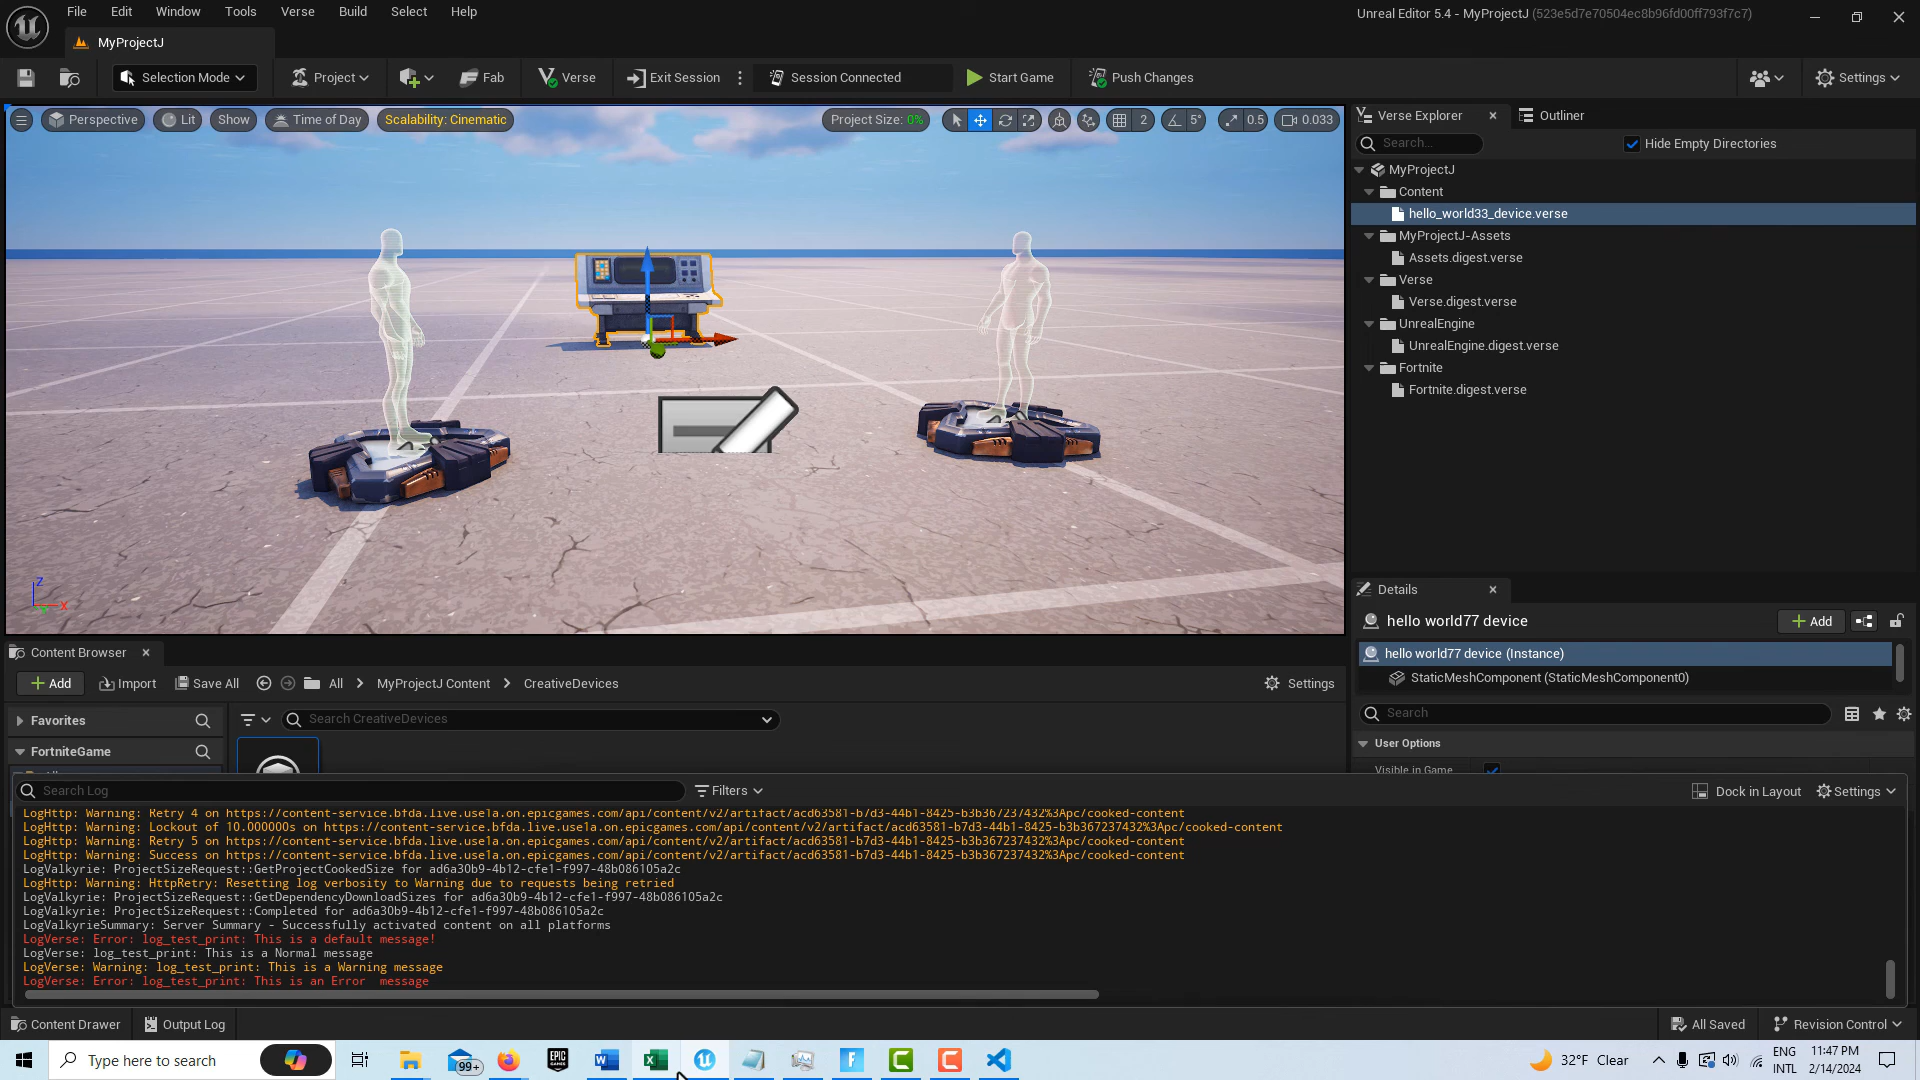 File Edit Window Tools Verse Build Select Help
Unreal Editor 5.4 - MyProjectJ (523e5d7e70504ec8b96fd00ff793f7c7)
MyProjectJ
Selection Mode
Project
Fab
Verse
Exit Session
Session Connected
Start Game
Push Changes
Settings
Perspective
Lit
Show
Time of Day
Scalability: Cinematic
Project Size: 0%
2
5°
0.5
0.033
Z
X
Verse Explorer
Outliner
Search...
Hide Empty Directories
MyProjectJ
Content
hello_world33_device.verse
MyProjectJ-Assets
Assets.digest.verse
Verse
Verse.digest.verse
UnrealEngine
UnrealEngine.digest.verse
Fortnite
Fortnite.digest.verse
Details
hello world77 device
Add
hello world77 device (Instance)
StaticMeshComponent (StaticMeshComponent0)
Search
User Options
Visible in Game
Content Browser
Add
Import
Save All
All
MyProjectJ Content
CreativeDevices
Settings
Favorites
Search CreativeDevices
FortniteGame
Search Log
Filters
Dock in Layout
Settings
LogHttp: Warning: Retry 4 on https://content-service.bfda.live.use1a.on.epicgames.com/api/content/v2/artifact/acd63581-b7d3-44b1-8425-b3b367237432%3Apc/cooked-content
LogHttp: Warning: Lockout of 10.000000s on https://content-service.bfda.live.use1a.on.epicgames.com/api/content/v2/artifact/acd63581-b7d3-44b1-8425-b3b367237432%3Apc/cooked-content
LogHttp: Warning: Retry 5 on https://content-service.bfda.live.use1a.on.epicgames.com/api/content/v2/artifact/acd63581-b7d3-44b1-8425-b3b367237432%3Apc/cooked-content
LogHttp: Warning: Success on https://content-service.bfda.live.use1a.on.epicgames.com/api/content/v2/artifact/acd63581-b7d3-44b1-8425-b3b367237432%3Apc/cooked-content
LogValkyrie: ProjectSizeRequest::GetProjectCookedSize for ad6a30b9-4b12-cfe1-f997-48b086105a2c
LogHttp: Warning: HttpRetry: Resetting log verbosity to Warning due to requests being retried
LogValkyrie: ProjectSizeRequest::GetDependencyDownloadSizes for ad6a30b9-4b12-cfe1-f997-48b086105a2c
LogValkyrie: ProjectSizeRequest::Completed for ad6a30b9-4b12-cfe1-f997-48b086105a2c
LogValkyrieSummary: Server Summary - Successfully activated content on all platforms
LogVerse: Error: log_test_print: This is a default message!
LogVerse: log_test_print: This is a Normal message
LogVerse: Warning: log_test_print: This is a Warning message
LogVerse: Error: log_test_print: This is an Error  message
Content Drawer
Output Log
All Saved
Revision Control
Type here to search
99+
EPIC
32°F Clear
ENG
INTL
11:47 PM
2/14/2024